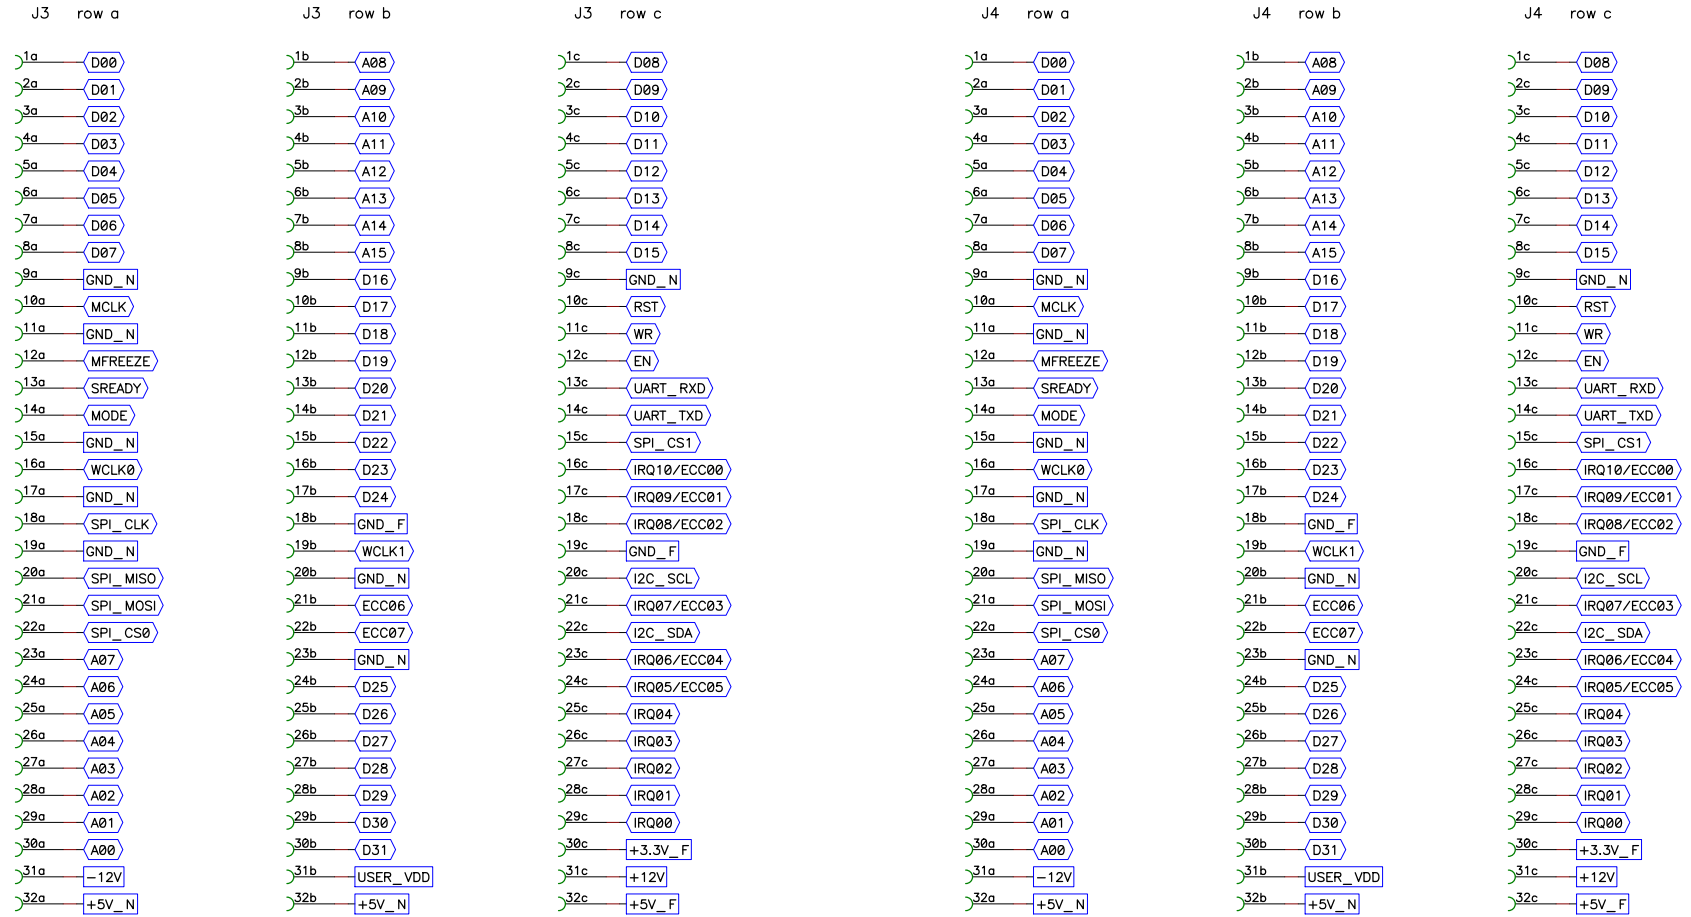 J3 row a J3 row b J3 row c J4 row a J4 row b J4 row c
1a D00 1b A08 1c D08 1a D00 1b A08 1c D08
2a D01 2b A09 2c D09 2a D01 2b A09 2c D09
3a D02 3b A10 3c D10 3a D02 3b A10 3c D10
4a D03 4b A11 4c D11 4a D03 4b A11 4c D11
5a D04 5b A12 5c D12 5a D04 5b A12 5c D12
6a D05 6b A13 6c D13 6a D05 6b A13 6c D13
7a D06 7b A14 7c D14 7a D06 7b A14 7c D14
8a D07 8b A15 8c D15 8a D07 8b A15 8c D15
9a GND_N 9b D16 9c GND_N 9a GND_N 9b D16 9c GND_N
10a MCLK 10b D17 10c RST 10a MCLK 10b D17 10c RST
11a GND_N 11b D18 11c WR 11a GND_N 11b D18 11c WR
12a MFREEZE 12b D19 12c EN 12a MFREEZE 12b D19 12c EN
13a SREADY 13b D20 13c UART_RXD 13a SREADY 13b D20 13c UART_RXD
14a MODE 14b D21 14c UART_TXD 14a MODE 14b D21 14c UART_TXD
15a GND_N 15b D22 15c SPI_CS1 15a GND_N 15b D22 15c SPI_CS1
16a WCLK0 16b D23 16c IRQ10/ECC00 16a WCLK0 16b D23 16c IRQ10/ECC00
17a GND_N 17b D24 17c IRQ09/ECC01 17a GND_N 17b D24 17c IRQ09/ECC01
18a SPI_CLK 18b GND_F 18c IRQ08/ECC02 18a SPI_CLK 18b GND_F 18c IRQ08/ECC02
19a GND_N 19b WCLK1 19c GND_F 19a GND_N 19b WCLK1 19c GND_F
20a SPI_MISO 20b GND_N 20c I2C_SCL 20a SPI_MISO 20b GND_N 20c I2C_SCL
21a SPI_MOSI 21b ECC06 21c IRQ07/ECC03 21a SPI_MOSI 21b ECC06 21c IRQ07/ECC03
22a SPI_CS0 22b ECC07 22c I2C_SDA 22a SPI_CS0 22b ECC07 22c I2C_SDA
23a A07 23b GND_N 23c IRQ06/ECC04 23a A07 23b GND_N 23c IRQ06/ECC04
24a A06 24b D25 24c IRQ05/ECC05 24a A06 24b D25 24c IRQ05/ECC05
25a A05 25b D26 25c IRQ04 25a A05 25b D26 25c IRQ04
26a A04 26b D27 26c IRQ03 26a A04 26b D27 26c IRQ03
27a A03 27b D28 27c IRQ02 27a A03 27b D28 27c IRQ02
28a A02 28b D29 28c IRQ01 28a A02 28b D29 28c IRQ01
29a A01 29b D30 29c IRQ00 29a A01 29b D30 29c IRQ00
30a A00 30b D31 30c +3.3V_F 30a A00 30b D31 30c +3.3V_F
31a -12V 31b USER_VDD 31c +12V 31a -12V 31b USER_VDD 31c +12V
32a +5V_N 32b +5V_N 32c +5V_F 32a +5V_N 32b +5V_N 32c +5V_F